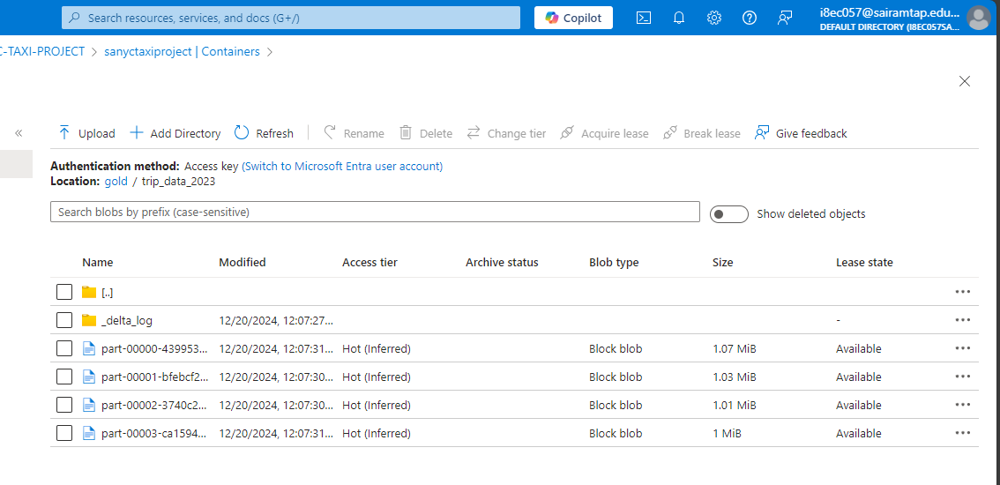 Search resources, services, and docs (G+/)
Copilot
i8ec057@sairamtap.edu...
DEFAULT DIRECTORY (I8EC057SA...
C-TAXI-PROJECT > sanyctaxiproject | Containers >
Upload Add Directory Refresh Rename Delete Change tier Acquire lease Break lease Give feedback
Authentication method: Access key (Switch to Microsoft Entra user account)
Location: gold / trip_data_2023
Search blobs by prefix (case-sensitive)
Show deleted objects
Name Modified Access tier Archive status Blob type Size Lease state
[..]
_delta_log 12/20/2024, 12:07:27... -
part-00000-439953... 12/20/2024, 12:07:31... Hot (Inferred) Block blob 1.07 MiB Available
part-00001-bfebcf2... 12/20/2024, 12:07:30... Hot (Inferred) Block blob 1.03 MiB Available
part-00002-3740c2... 12/20/2024, 12:07:30... Hot (Inferred) Block blob 1.01 MiB Available
part-00003-ca1594... 12/20/2024, 12:07:31... Hot (Inferred) Block blob 1 MiB Available